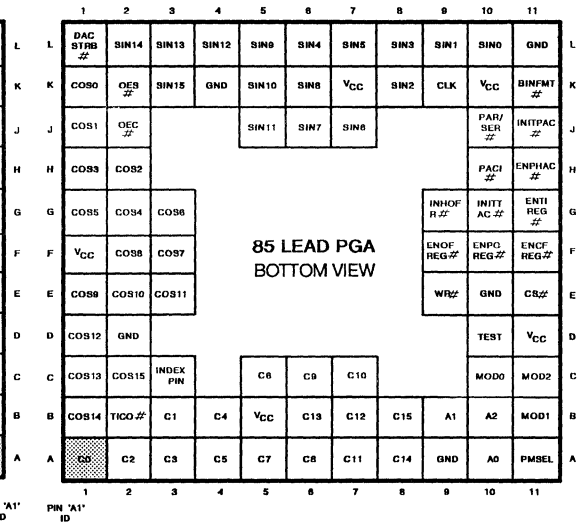 1 2 3 4 5 6 7 8 9 10 11
L L DAC STRB # SIN14 SIN13 SIN12 SIN9 SIN4 SIN5 SIN3 SIN1 SIN0 GND L
K K COS0 OES # SIN15 GND SIN10 SIN8 VCC SIN2 CLK VCC BINFMT # K
J J COS1 OEC # SIN11 SIN7 SIN6 PAR/ SER # INITPAC # J
H H COS3 COS2 PACI # ENPHAC # H
G G COS5 COS4 COS6 INHOF R # INITT AC # ENTI REG # G
F F VCC COS8 COS7 ENOF REG# ENPO REG# ENCF REG# F
85 LEAD PGA
BOTTOM VIEW
E E COS9 COS10 COS11 WR# GND CS# E
D D COS12 GND TEST VCC D
C C COS13 COS15 INDEX PIN C6 C9 C10 MOD0 MOD2 C
B B COS14 TICO # C1 C4 VCC C13 C12 C15 A1 A2 MOD1 B
A A C0 C2 C3 C5 C7 C8 C11 C14 GND A0 PMSEL A
1 2 3 4 5 6 7 8 9 10 11
'A1' PIN 'A1'
D ID